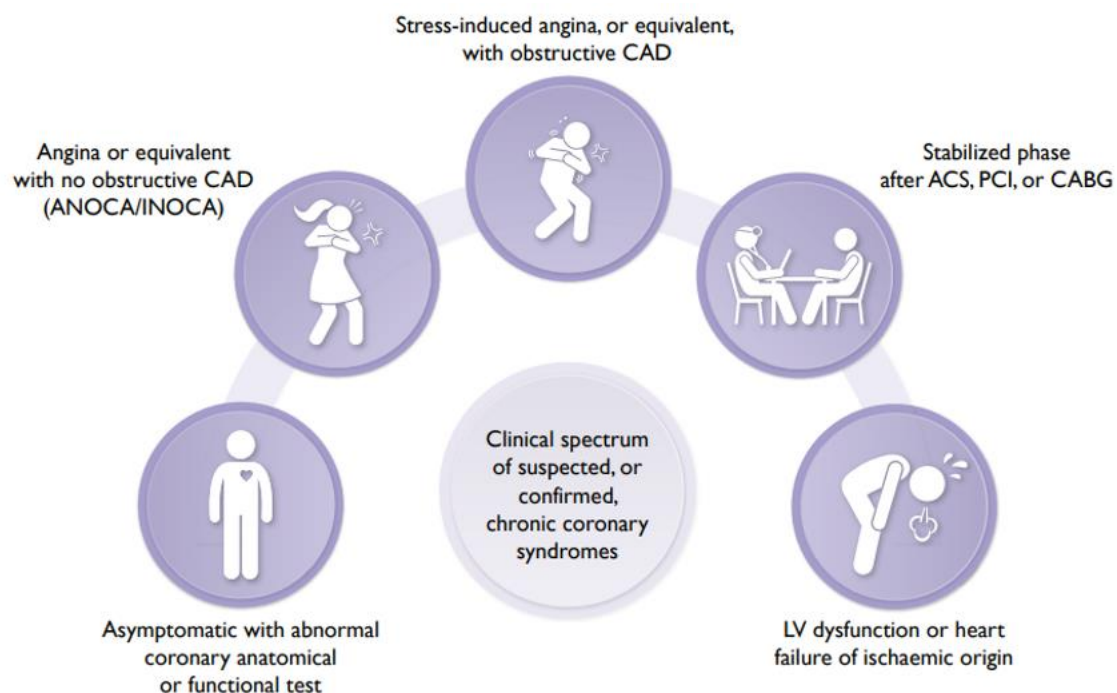 Stress-induced angina, or equivalent,
with obstructive CAD
Angina or equivalent
with no obstructive CAD
(ANOCA/INOCA)
Stabilized phase
after ACS, PCI, or CABG
Clinical spectrum
of suspected, or
confirmed,
chronic coronary
syndromes
Asymptomatic with abnormal
coronary anatomical
or functional test
LV dysfunction or heart
failure of ischaemic origin